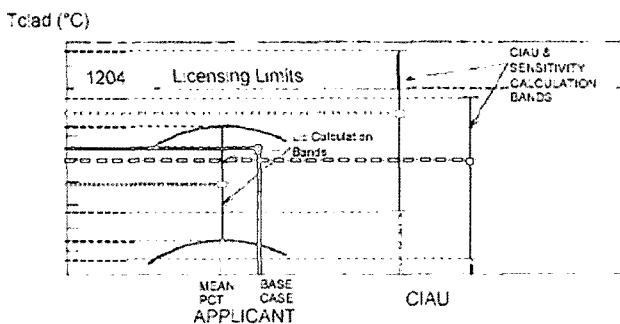 Tclad (°C)
CIAU &
SENSITIVITY
CALCULATION
BANDS
1204 Licensing Limits
Calculation
Bands
MEAN
PCT
BASE
CASE
CIAU
APPLICANT